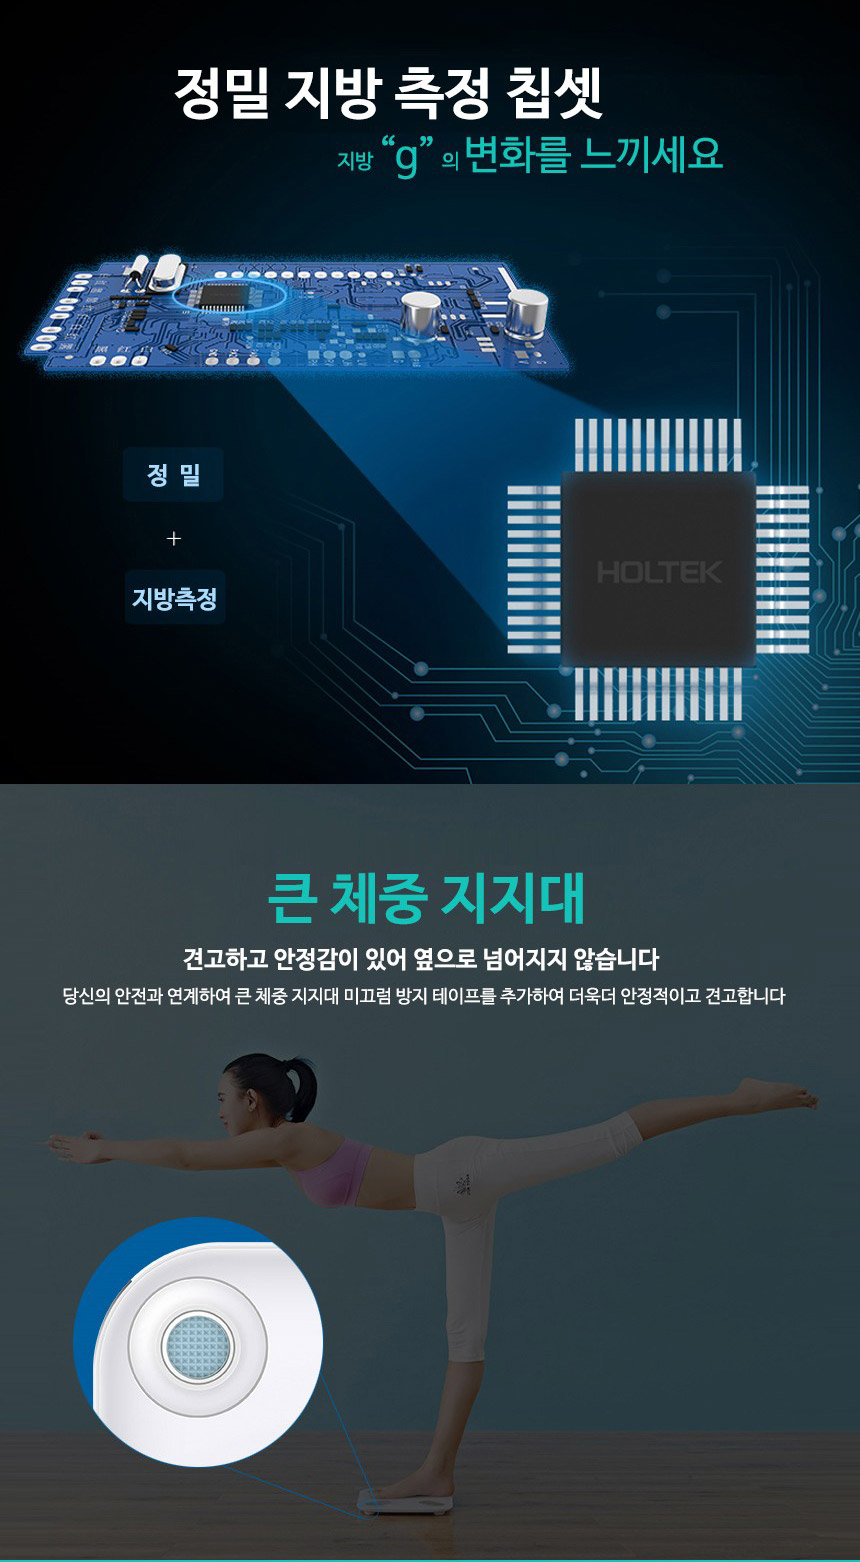 정밀 지방 측정 칩셋
지방 “g” 의 변화를 느끼세요
정 밀
+
지방측정
HOLTEK
큰 체중 지지대
견고하고 안정감이 있어 옆으로 넘어지지 않습니다
당신의 안전과 연계하여 큰 체중 지지대 미끄럼 방지 테이프를 추가하여 더욱더 안정적이고 견고합니다